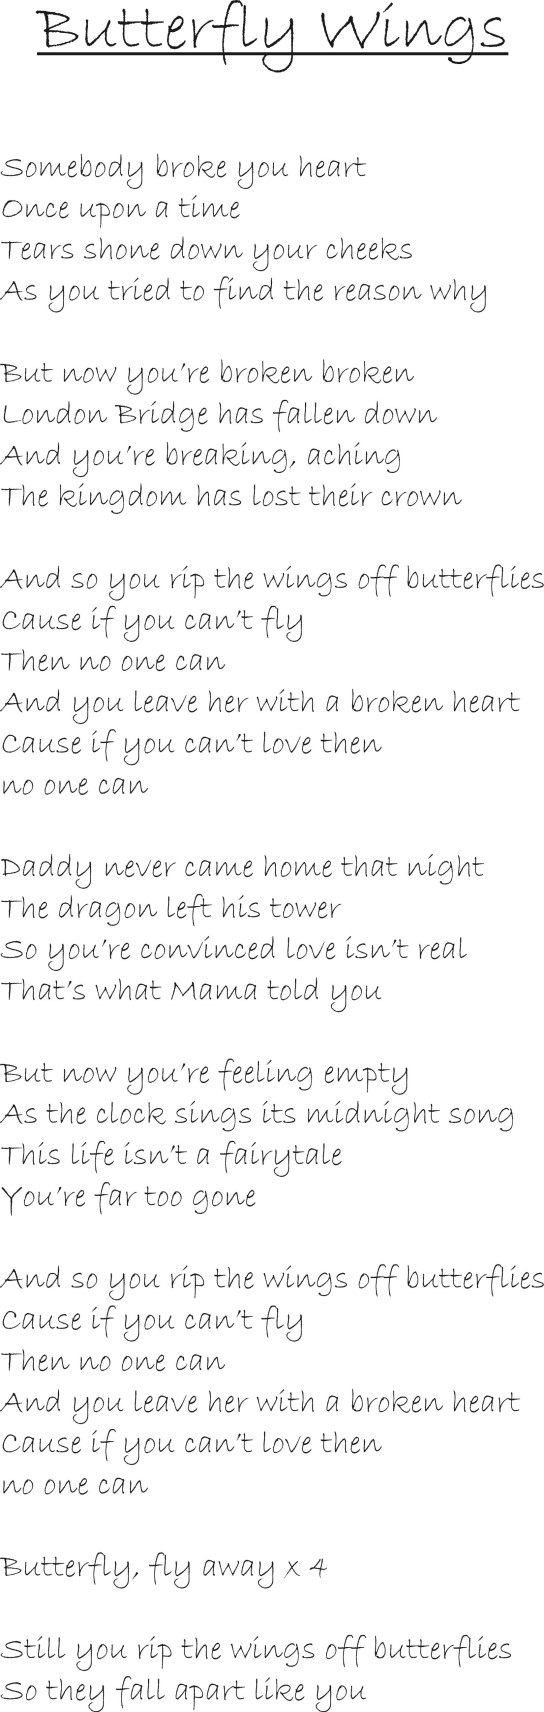 Butterfly Wings
Somebody broke you heart
Once upon a time
Tears shone down your cheeks
As you tried to find the reason why
But now you're broken broken
London Bridge has fallen down
And you're breaking, aching
The kingdom has lost their crown
And so you rip the wings off butterflies
Cause if you can't fly
Then no one can
And you leave her with a broken heart
Cause if you can't love then
no one can
Daddy never came home that night
The dragon left his tower
So you're convinced love isn't real
That's what Mama told you
But now you're feeling empty
As the clock sings its midnight song
This life isn't a fairytale
You're far too gone
And so you rip the wings off butterflies
Cause if you can't fly
Then no one can
And you leave her with a broken heart
Cause if you can't love then
no one can
Butterfly, fly away x 4
Still you rip the wings off butterflies
So they fall apart like you